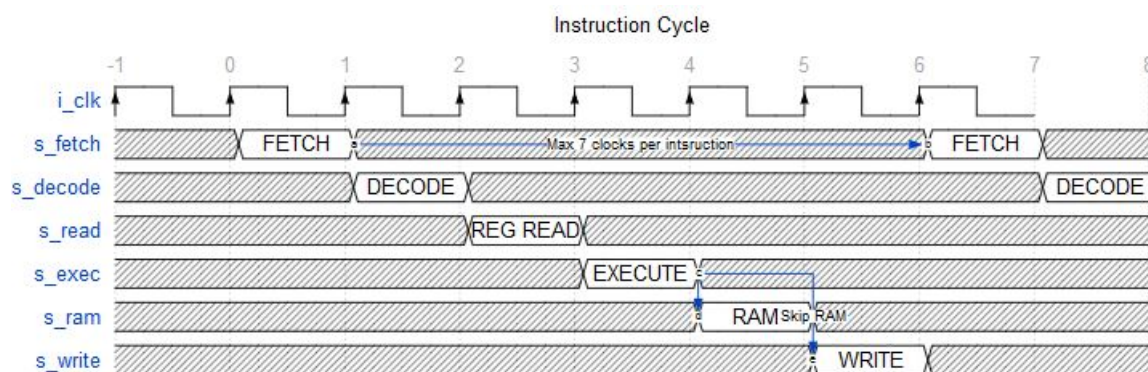 Instruction Cycle
-1 0 1 2 3 4 5 6 7 8
i_clk
s_fetch FETCH Max 7 clocks per intsruction FETCH
s_decode DECODE DECODE
s_read REG READ
s_exec EXECUTE
s_ram RAM Skip RAM
s_write WRITE